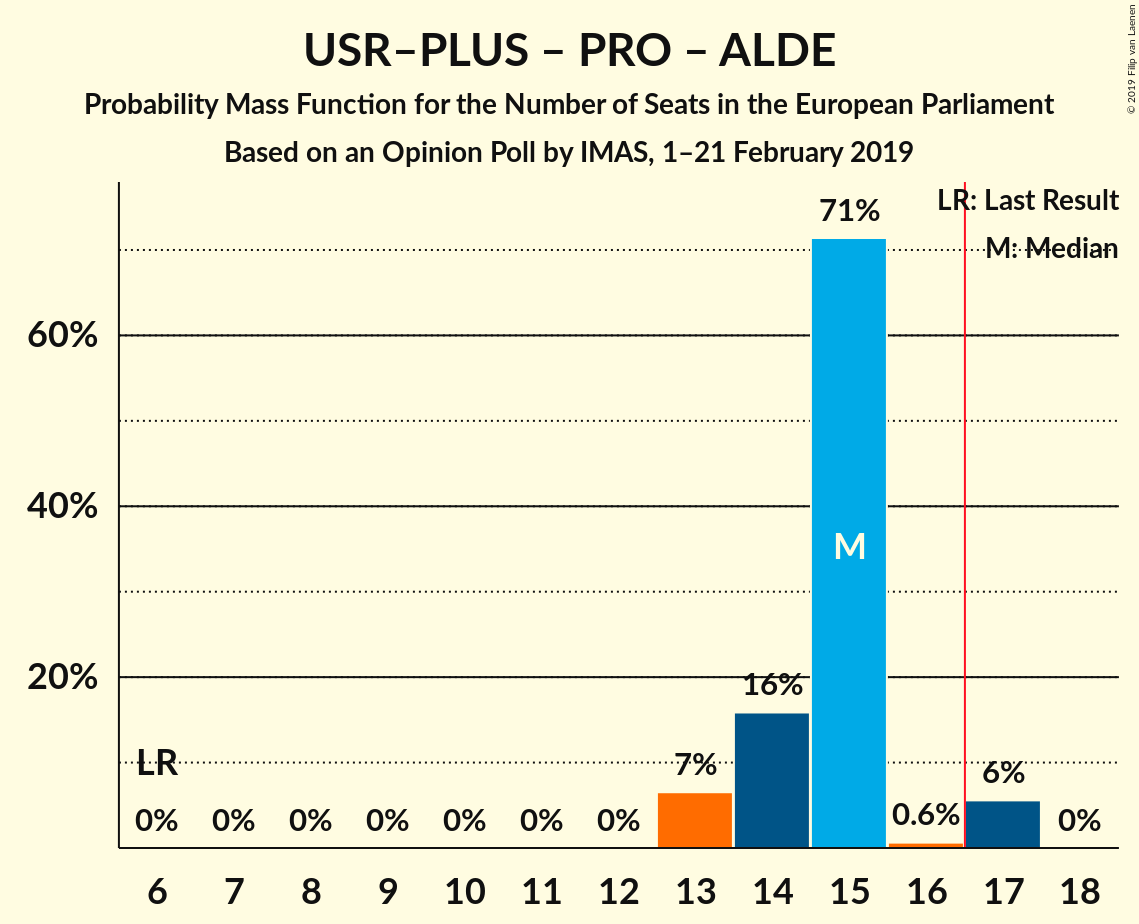 USR–PLUS – PRO – ALDE
Probability Mass Function for the Number of Seats in the European Parliament
Based on an Opinion Poll by IMAS, 1–21 February 2019
© 2019 Filip van Laenen
LR: Last Result
M: Median
71%
60%
40%
M
20%
16%
LR
7%
6%
0% 0% 0% 0% 0% 0% 0% 0.6% 0%
6 7 8 9 10 11 12 13 14 15 16 17 18